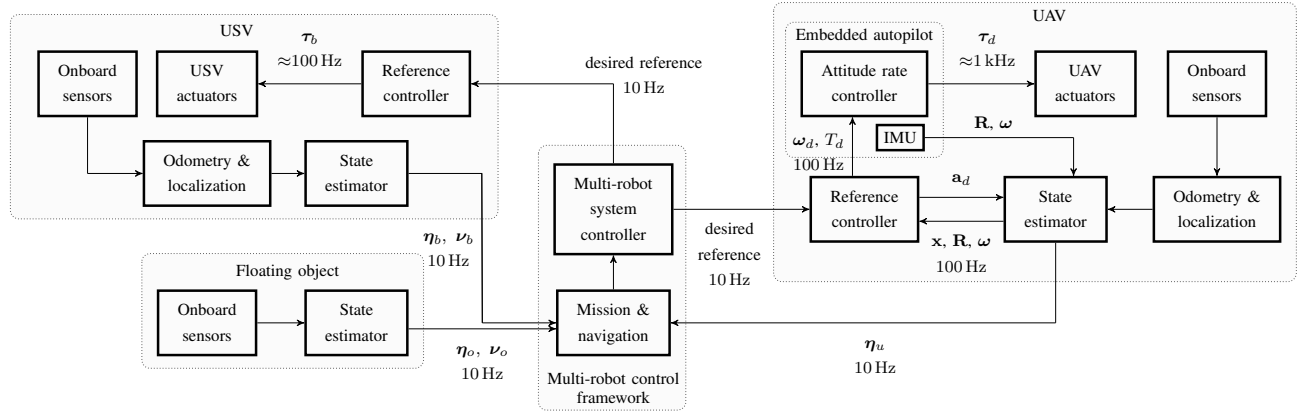 USV
Onboard
sensors
USV
actuators
τ_b
≈100 Hz
Reference
controller
Odometry &
localization
State
estimator
desired reference
10 Hz
η_b, ν_b
10 Hz
Floating object
Onboard
sensors
State
estimator
η_o, ν_o
10 Hz
Multi-robot
system
controller
Mission &
navigation
Multi-robot control
framework
desired
reference
10 Hz
UAV
Embedded autopilot
Attitude rate
controller
IMU
τ_d
≈1 kHz
UAV
actuators
Onboard
sensors
R, ω
ω_d, T_d
100 Hz
Reference
controller
a_d
x, R, ω
100 Hz
State
estimator
Odometry &
localization
η_u
10 Hz